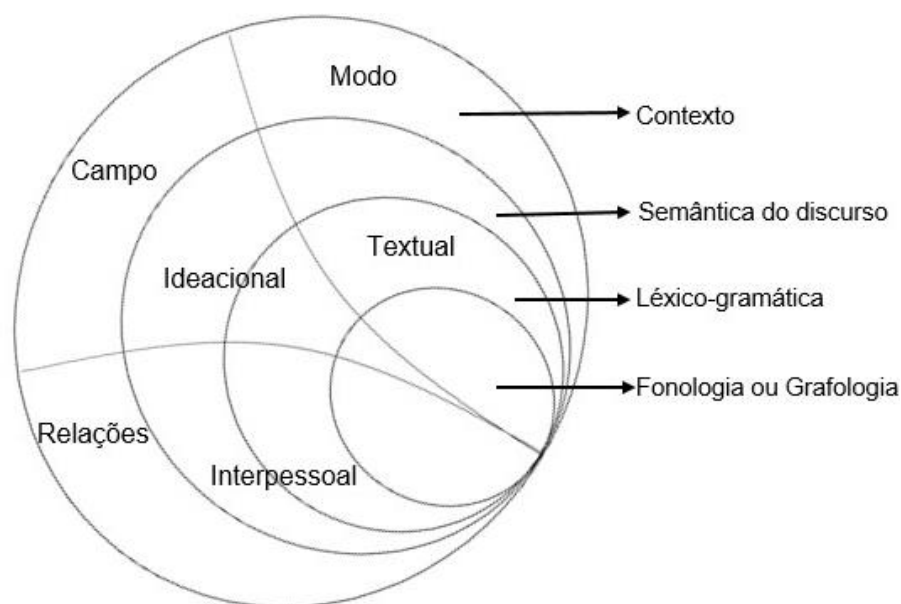 Modo
Contexto
Campo
Semântica do discurso
Textual
Ideacional
Léxico-gramática
Fonologia ou Grafologia
Relações
Interpessoal